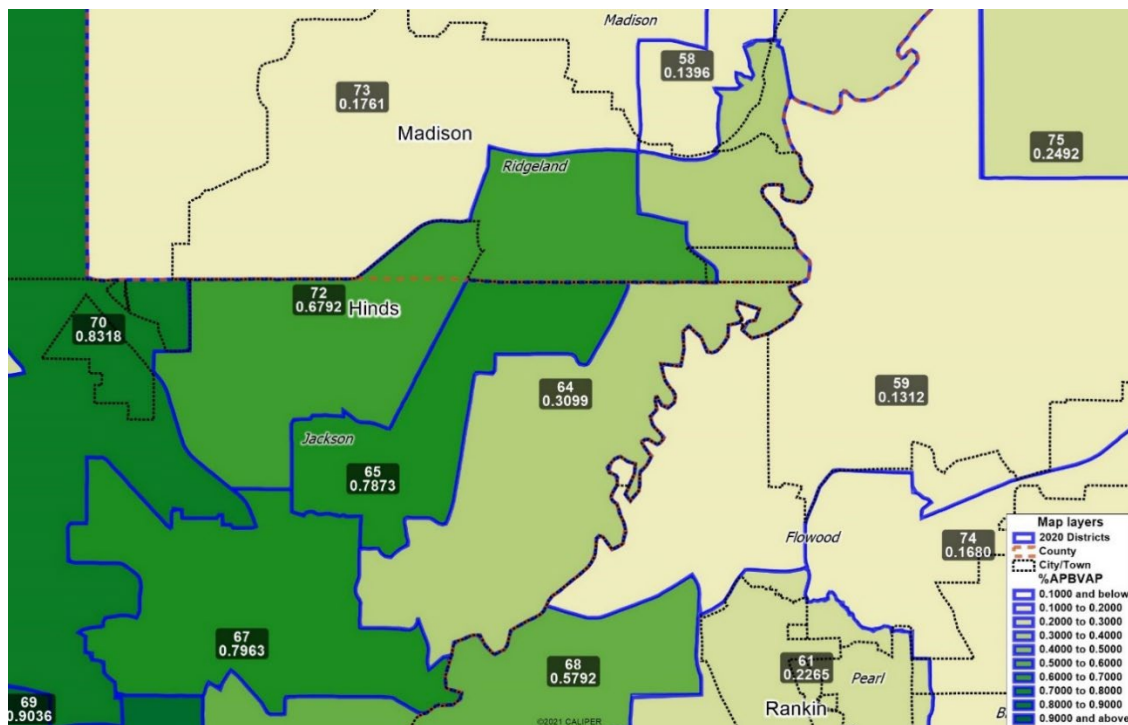 Madison
58
0.1396
73
0.1761
Madison
75
0.2492
Ridgeland
72
0.6792
Hinds
70
0.8318
64
0.3099
59
0.1312
Jackson
65
0.7873
Flowood
74
0.1680
67
0.7963
68
0.5792
61
0.2265
Pearl
Rankin
69
0.9036
©2021 CALIPER
Map layers
2020 Districts
County
City/Town
%APBVAP
0.1000 and below
0.1000 to 0.2000
0.2000 to 0.3000
0.3000 to 0.4000
0.4000 to 0.5000
0.5000 to 0.6000
0.6000 to 0.7000
0.7000 to 0.8000
0.8000 to 0.9000
0.9000 and above